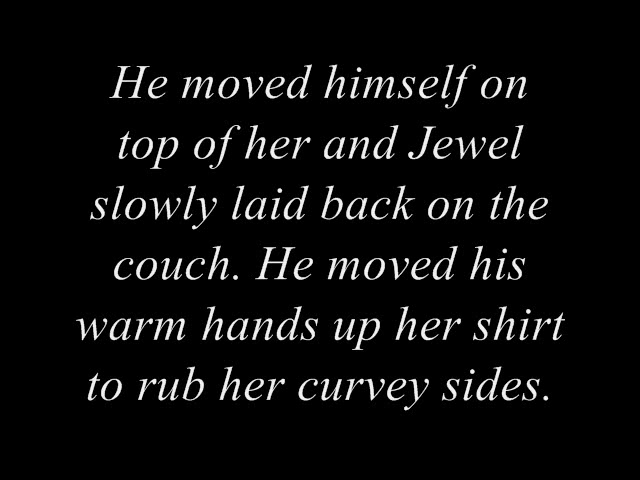 He moved himself on
top of her and Jewel
slowly laid back on the
couch. He moved his
warm hands up her shirt
to rub her curvey sides.